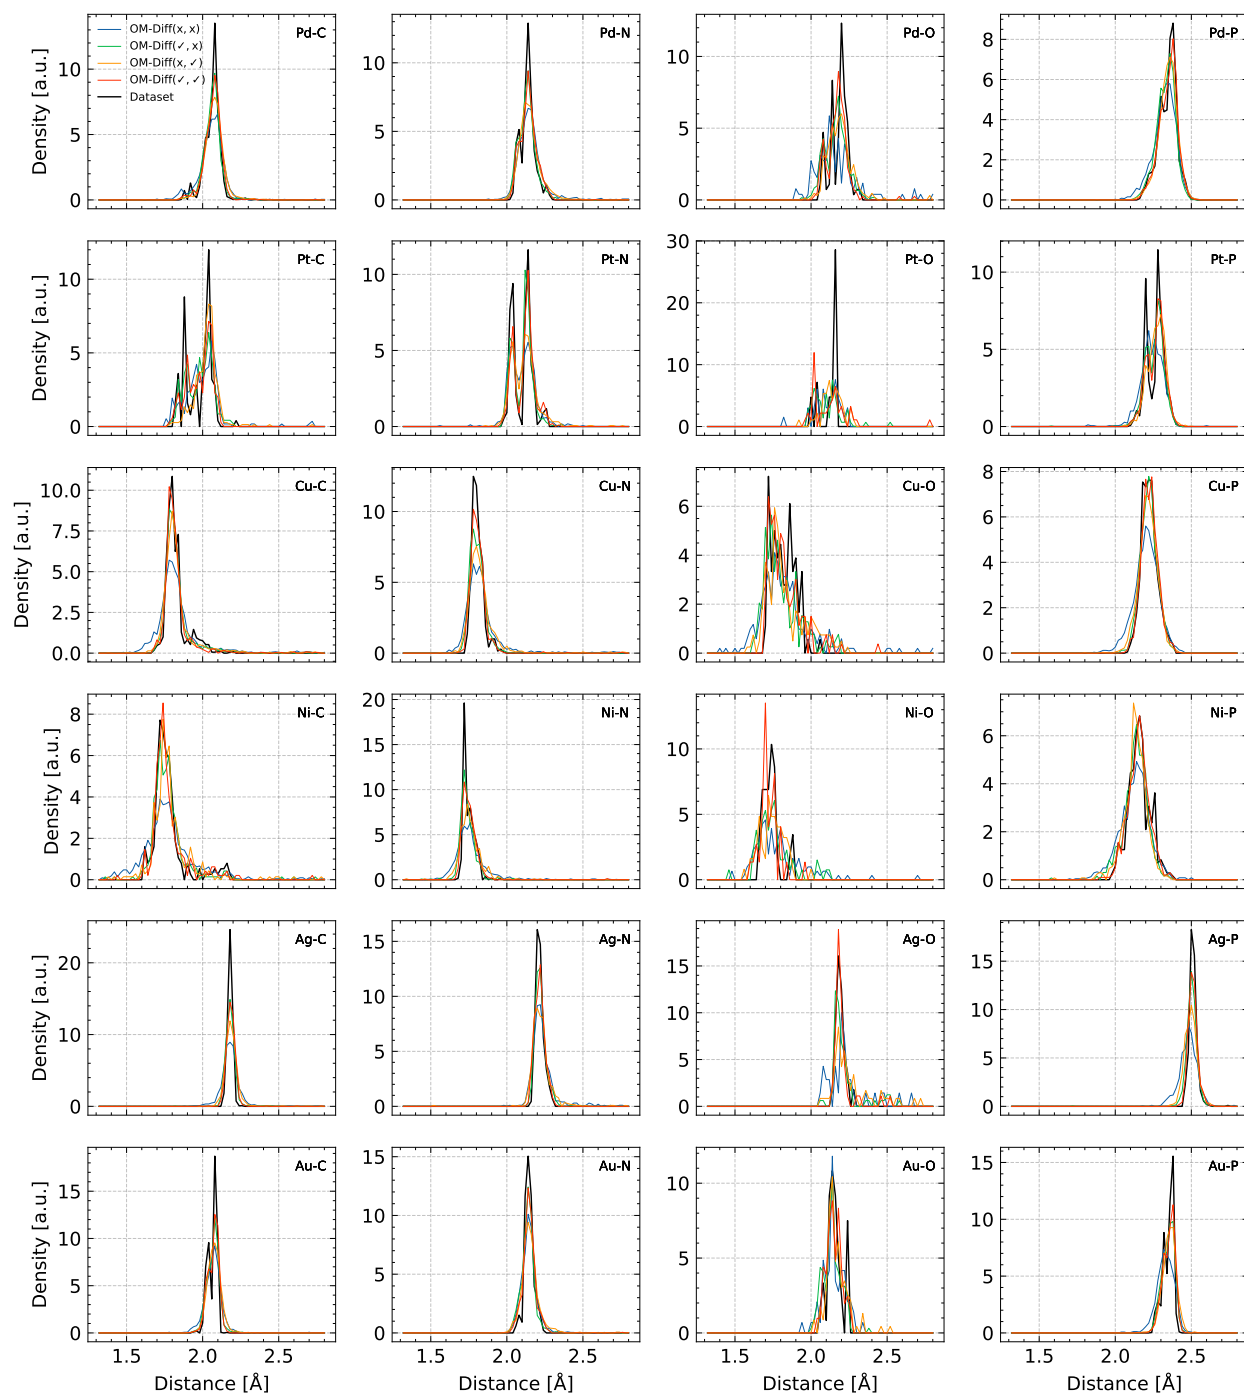 OM-Diff(x, x)
OM-Diff(✓, x)
OM-Diff(x, ✓)
OM-Diff(✓, ✓)
Dataset
Pd-C
Density [a.u.]
10
5
0
Pd-N
10
5
0
Pd-O
10
5
0
Pd-P
8
6
4
2
0
Pt-C
Density [a.u.]
10
5
0
Pt-N
10
5
0
Pt-O
30
20
10
0
Pt-P
10
5
0
Cu-C
Density [a.u.]
10.0
7.5
5.0
2.5
0.0
Cu-N
10
5
0
Cu-O
6
4
2
0
Cu-P
8
6
4
2
0
Ni-C
Density [a.u.]
8
6
4
2
0
Ni-N
20
15
10
5
0
Ni-O
10
5
0
Ni-P
6
4
2
0
Ag-C
Density [a.u.]
20
10
0
Ag-N
15
10
5
0
Ag-O
15
10
5
0
Ag-P
15
10
5
0
Au-C
Density [a.u.]
15
10
5
0
1.5 2.0 2.5
Distance [Å]
Au-N
15
10
5
0
1.5 2.0 2.5
Distance [Å]
Au-O
10
5
0
1.5 2.0 2.5
Distance [Å]
Au-P
15
10
5
0
1.5 2.0 2.5
Distance [Å]